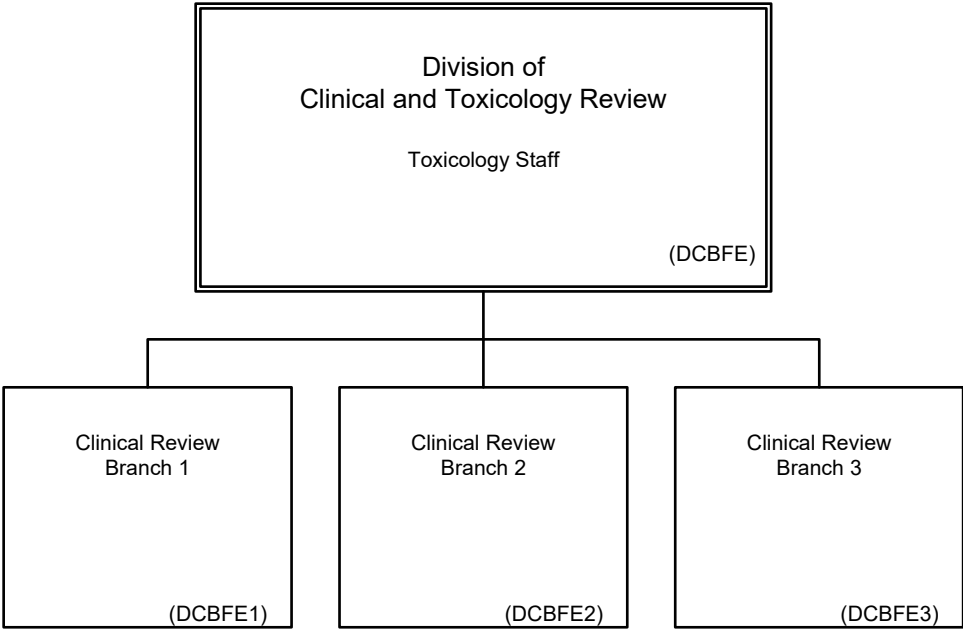 Division of
Clinical and Toxicology Review
Toxicology Staff
(DCBFE)
Clinical Review
Branch 1
(DCBFE1)
Clinical Review
Branch 2
(DCBFE2)
Clinical Review
Branch 3
(DCBFE3)